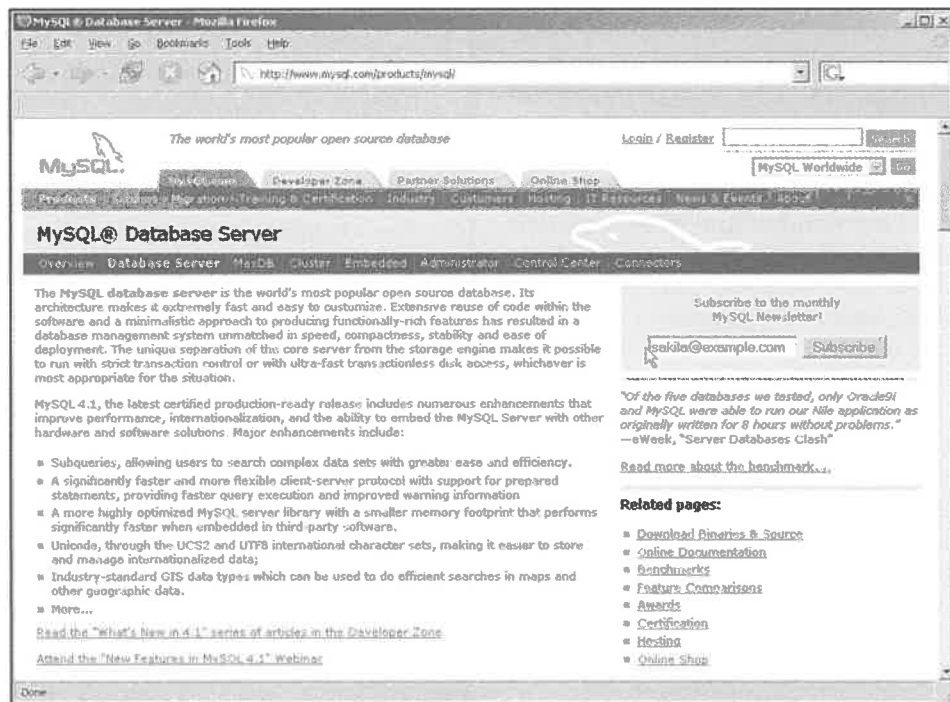 MySQL® Database Server - Mozilla Firefox
File Edit View Go Bookmarks Tools Help
http://www.mysql.com/products/mysql/
The world's most popular open source database
Login / Register
Search
MySQL.
MySQL Worldwide
Go
MySQL.com Developer Zone Partner Solutions Online Shop
Products Services Migration Training & Certification Industry Customers Hosting IT Resources News & Events About
MySQL® Database Server
Overview Database Server MaxDB Cluster Embedded Administrator Control Center Connectors
The MySQL database server is the world's most popular open source database. Its
architecture makes it extremely fast and easy to customize. Extensive reuse of code within the
software and a minimalistic approach to producing functionally-rich features has resulted in a
database management system unmatched in speed, compactness, stability and ease of
deployment. The unique separation of the core server from the storage engine makes it possible
to run with strict transaction control or with ultra-fast transactionless disk access, whichever is
most appropriate for the situation.
MySQL 4.1, the latest certified production-ready release includes numerous enhancements that
improve performance, internationalization, and the ability to embed the MySQL Server with other
hardware and software solutions. Major enhancements include:
Subqueries, allowing users to search complex data sets with greater ease and efficiency.
A significantly faster and more flexible client-server protocol with support for prepared
statements, providing faster query execution and improved warning information
A more highly optimized MySQL server library with a smaller memory footprint that performs
significantly faster when embedded in third-party software.
Unicode, through the UCS2 and UTF8 international character sets, making it easier to store
and manage internationalized data;
Industry-standard GIS data types which can be used to do efficient searches in maps and
other geographic data.
More...
Read the "What's New in 4.1" series of articles in the Developer Zone
Attend the "New Features in MySQL 4.1" Webinar
Subscribe to the monthly
MySQL Newsletter!
sakila@example.com Subscribe
"Of the five databases we tested, only Oracle9i
and MySQL were able to run our Nile application as
originally written for 8 hours without problems."
—eWeek, "Server Databases Clash"
Read more about the benchmark...
Related pages:
Download Binaries & Source
Online Documentation
Benchmarks
Feature Comparisons
Awards
Certification
Hosting
Online Shop
Done